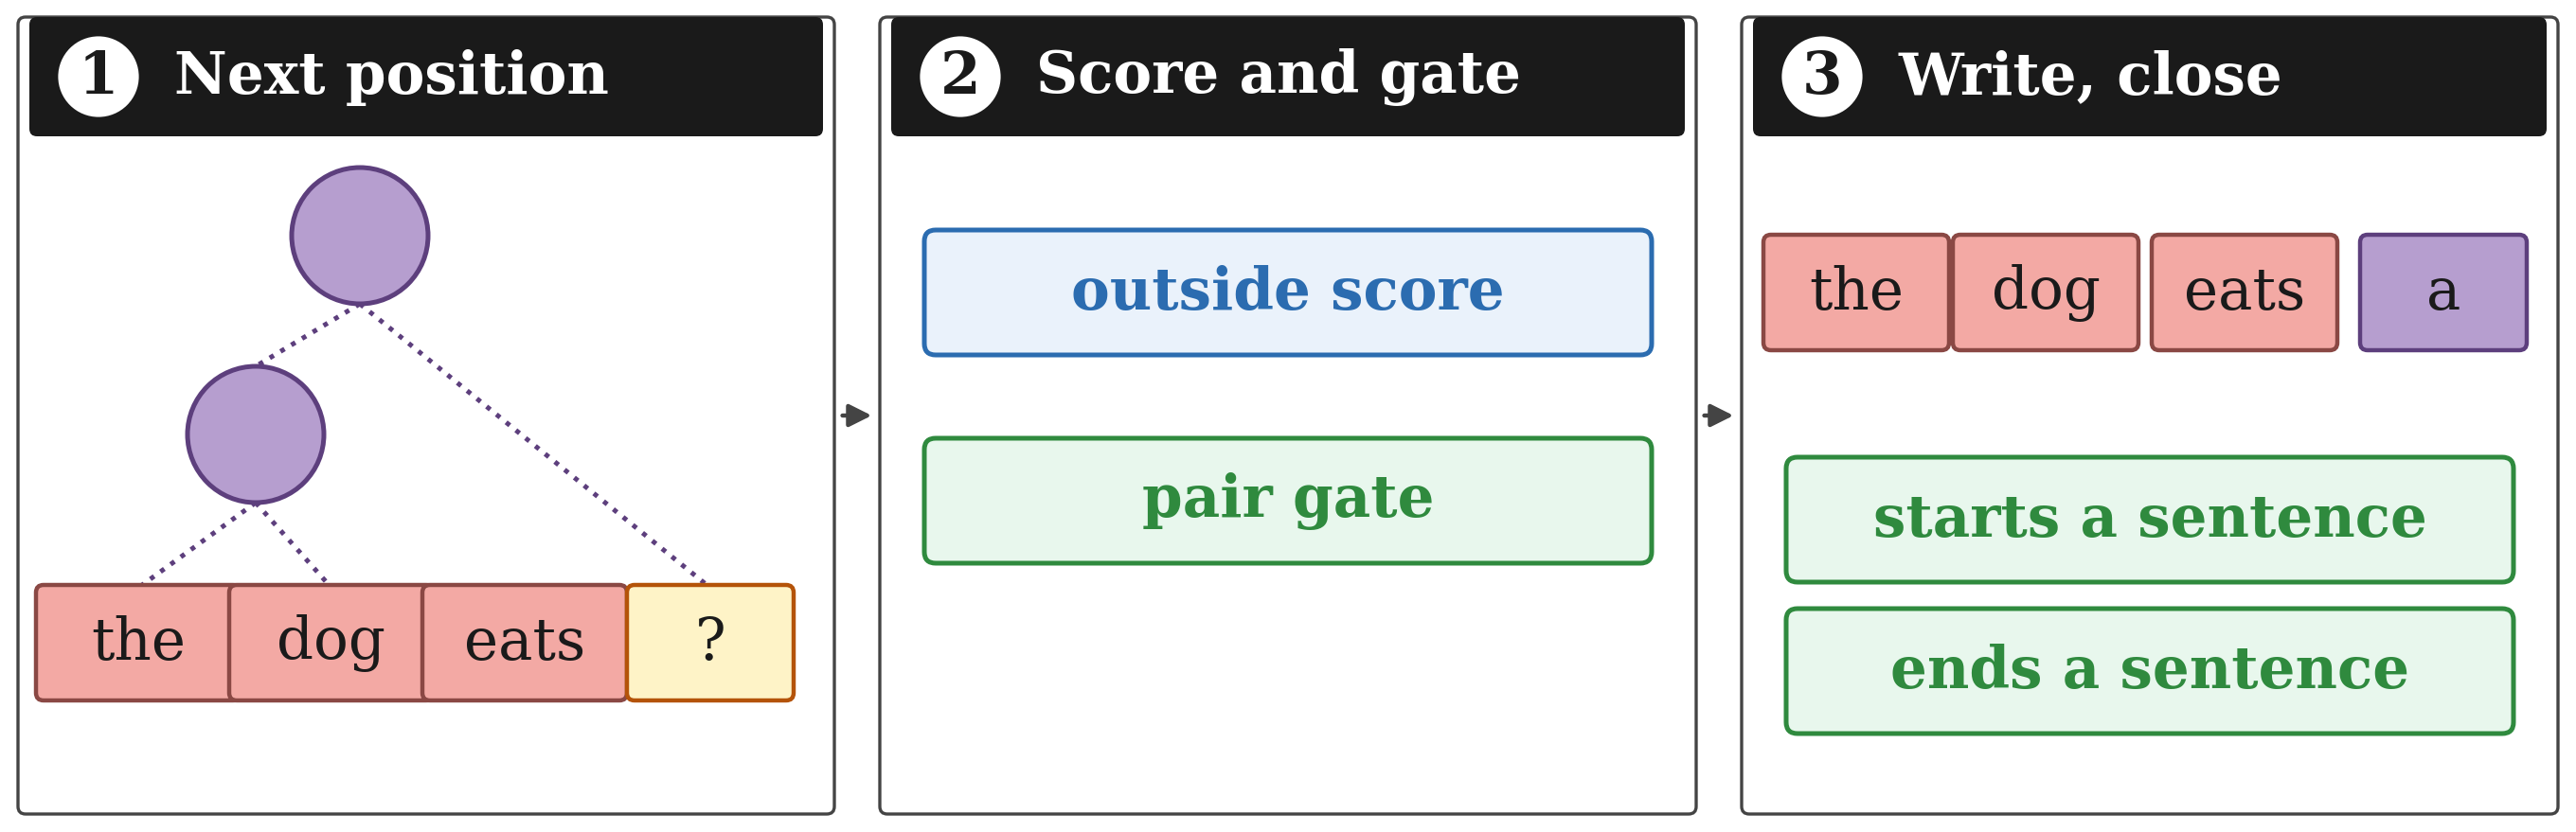 1 Next position
the dog eats ?
2 Score and gate
outside score
pair gate
3 Write, close
the dog eats a
starts a sentence
ends a sentence